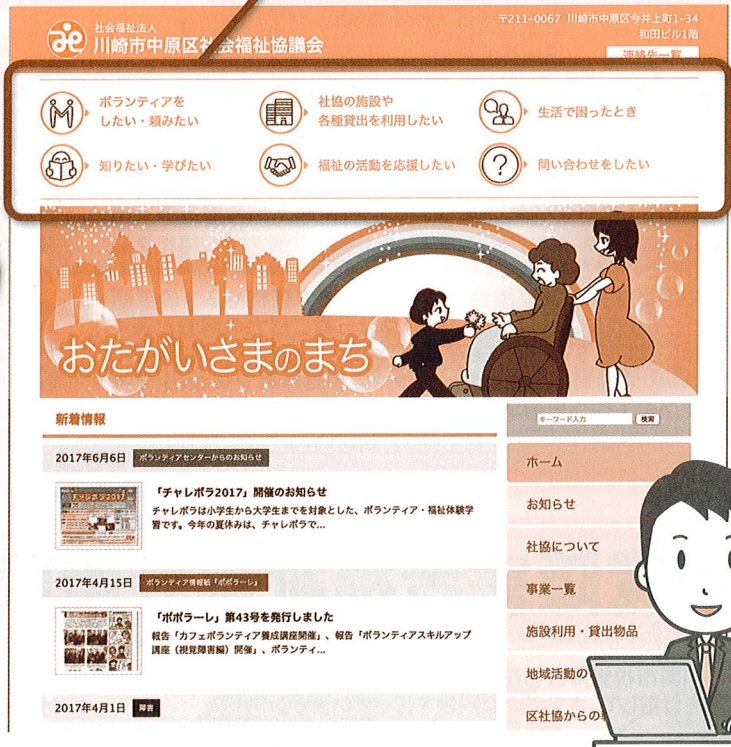 社会福祉法人
川崎市中原区社会福祉協議会
〒211-0067 川崎市中原区今井上町1-34
和田ビル1階
連絡先一覧
ボランティアを
したい・頼みたい
社協の施設や
各種貸出を利用したい
生活で困ったとき
知りたい・学びたい
福祉の活動を応援したい
問い合わせをしたい
おたがいさまのまち
新着情報
キーワード入力 検索
2017年6月6日 ボランティアセンターからのお知らせ
「チャレボラ2017」開催のお知らせ
チャレボラは小学生から大学生までを対象とした、ボランティア・福祉体験学
習です。今年の夏休みは、チャレボラで...
チャレボラ2017
2017年4月15日 ボランティア情報紙「ポポラーレ」
「ポポラーレ」第43号を発行しました
報告「カフェボランティア養成講座開催」、報告「ボランティアスキルアップ
講座（視覚障害編）開催」、ボランティ...
2017年4月1日 障害
ホーム
お知らせ
社協について
事業一覧
施設利用・貸出物品
地域活動の
区社協からの